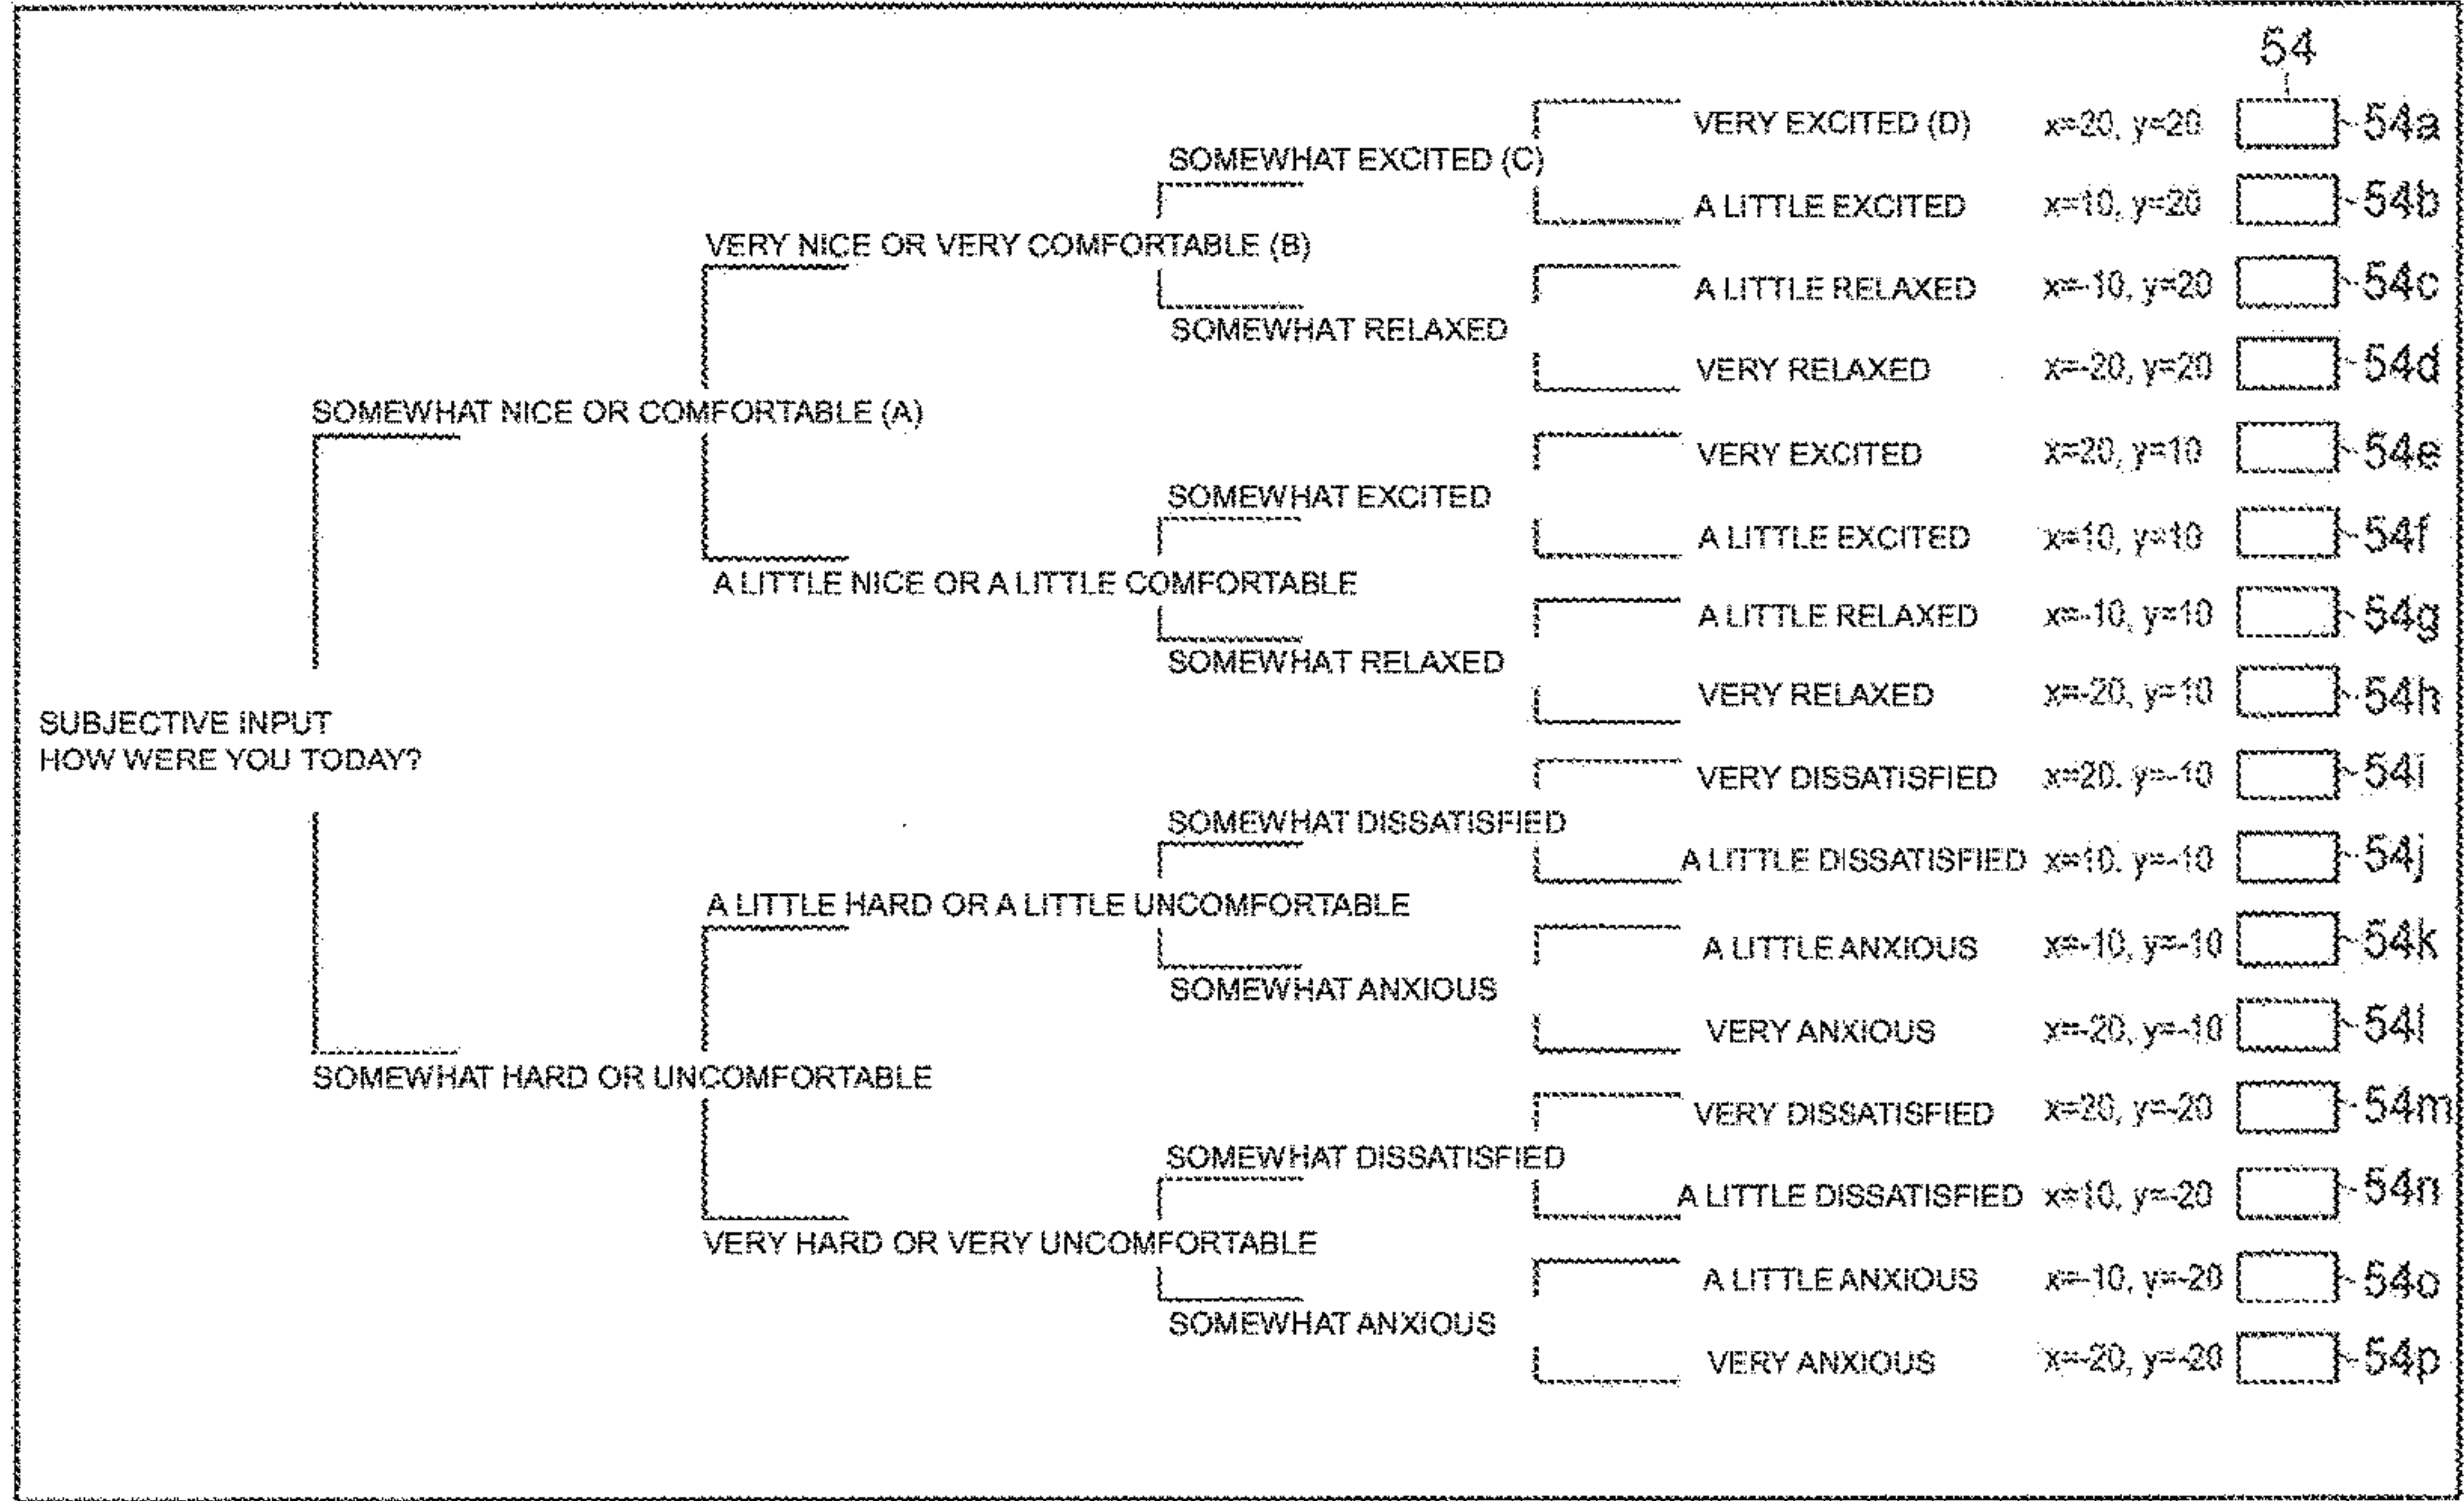 54
VERY EXCITED (D) x=20, y=20 54a
SOMEWHAT EXCITED (C)
A LITTLE EXCITED x=10, y=20 54b
VERY NICE OR VERY COMFORTABLE (B)
A LITTLE RELAXED x=-10, y=20 54c
SOMEWHAT RELAXED
VERY RELAXED x=-20, y=20 54d
SOMEWHAT NICE OR COMFORTABLE (A)
VERY EXCITED x=20, y=10 54e
SOMEWHAT EXCITED
A LITTLE EXCITED x=10, y=10 54f
A LITTLE NICE OR A LITTLE COMFORTABLE
A LITTLE RELAXED x=-10, y=10 54g
SOMEWHAT RELAXED
VERY RELAXED x=-20, y=10 54h
SUBJECTIVE INPUT
HOW WERE YOU TODAY?
VERY DISSATISFIED x=20. y=-10 54i
SOMEWHAT DISSATISFIED
A LITTLE DISSATISFIED x=10. y=-10 54j
A LITTLE HARD OR A LITTLE UNCOMFORTABLE
A LITTLE ANXIOUS x=-10, y=-10 54k
SOMEWHAT ANXIOUS
VERY ANXIOUS x=-20, y=-10 54l
SOMEWHAT HARD OR UNCOMFORTABLE
VERY DISSATISFIED x=20, y=-20 54m
SOMEWHAT DISSATISFIED
A LITTLE DISSATISFIED x=10, y=-20 54n
VERY HARD OR VERY UNCOMFORTABLE
A LITTLE ANXIOUS x=-10, y=-20 54o
SOMEWHAT ANXIOUS
VERY ANXIOUS x=-20, y=-20 54p